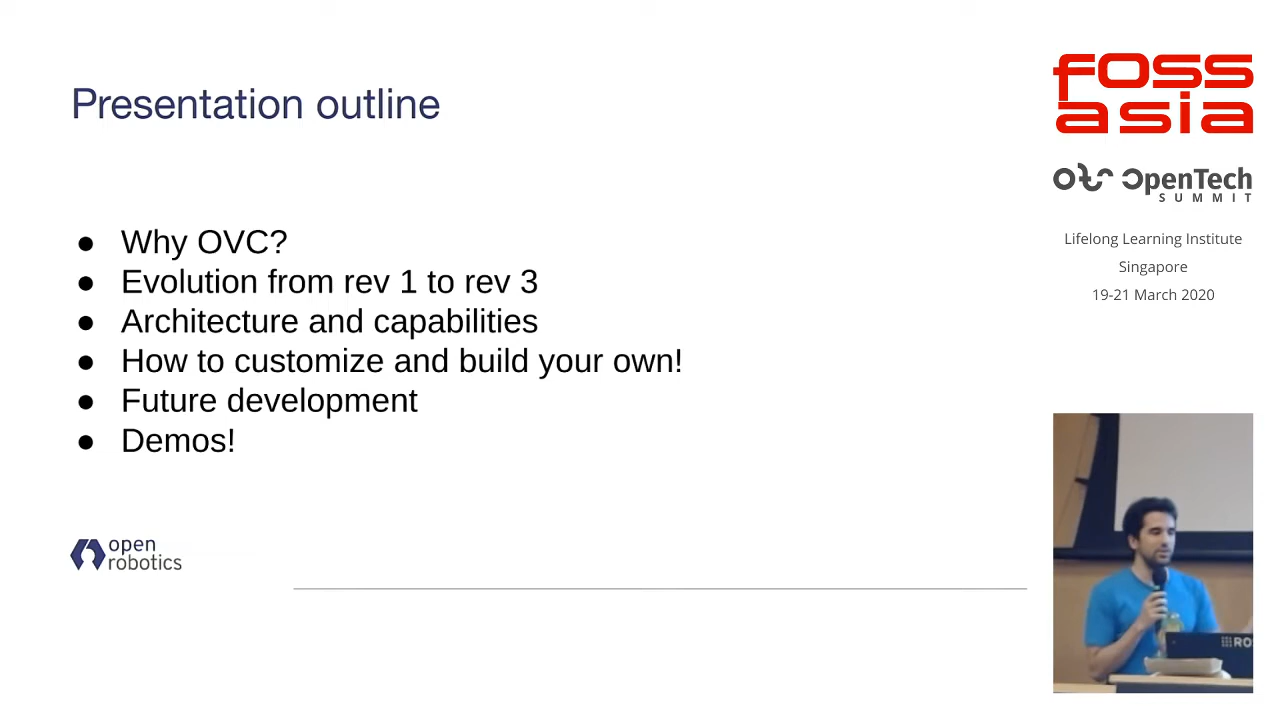 Presentation outline
● Why OVC?
● Evolution from rev 1 to rev 3
● Architecture and capabilities
● How to customize and build your own!
● Future development
● Demos!
open
robotics
foss
asia
OpenTech
SUMMIT
Lifelong Learning Institute
Singapore
19-21 March 2020